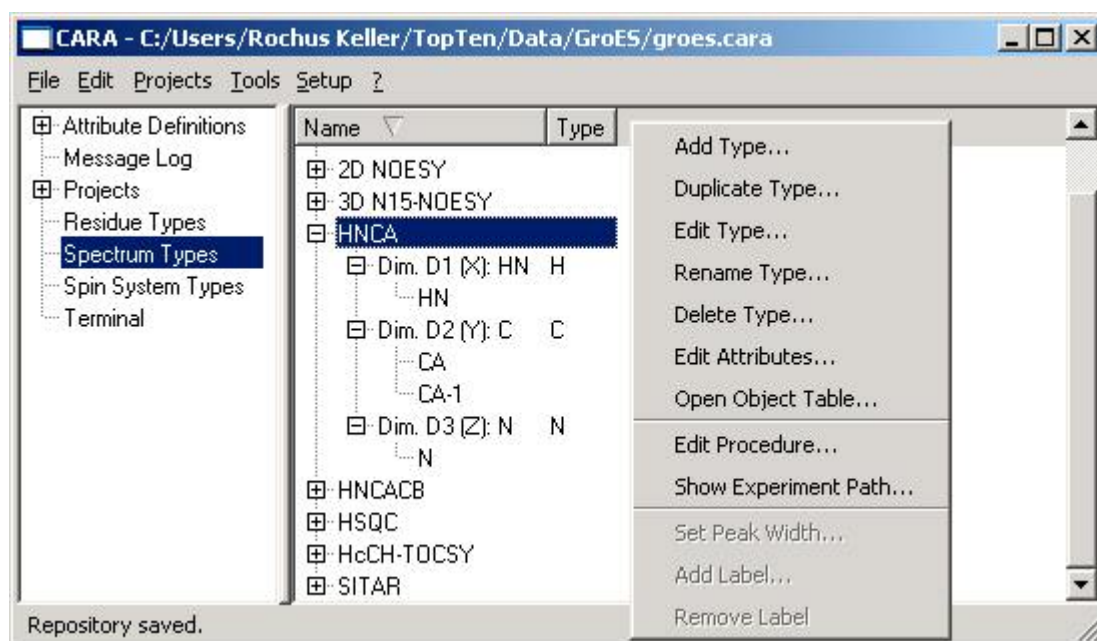 CARA - C:/Users/Rochus Keller/TopTen/Data/GroES/groes.cara
File Edit Projects Tools Setup ?
Attribute Definitions
Message Log
Projects
Residue Types
Spectrum Types
Spin System Types
Terminal
Name Type
2D NOESY
3D N15-NOESY
HNCA
Dim. D1 (X): HN H
HN
Dim. D2 (Y): C C
CA
CA-1
Dim. D3 (Z): N N
N
HNCACB
HSQC
HcCH-TOCSY
SITAR
Add Type...
Duplicate Type...
Edit Type...
Rename Type...
Delete Type...
Edit Attributes...
Open Object Table...
Edit Procedure...
Show Experiment Path...
Set Peak Width...
Add Label...
Remove Label
Repository saved.